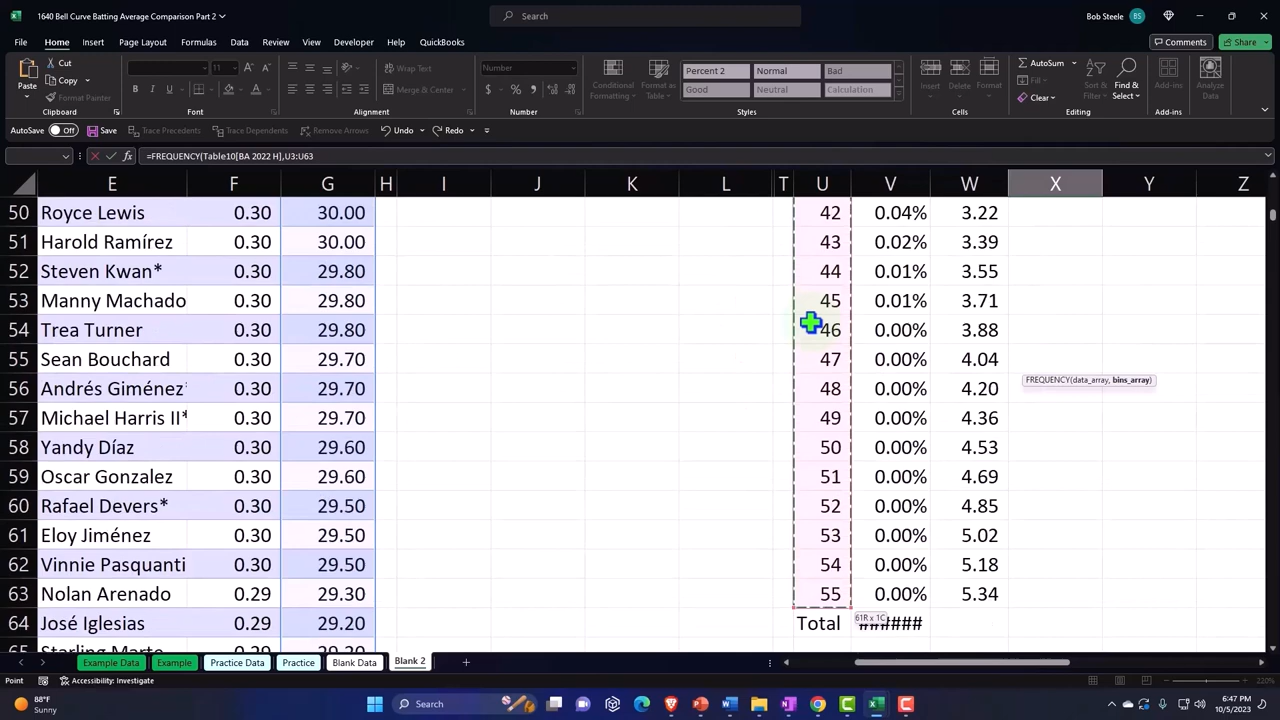 1640 Bell Curve Batting Average Comparison Part 2
Search
Bob Steele BS
File Home Insert Page Layout Formulas Data Review View Developer Help QuickBooks
Comments Share
Paste Cut Copy Format Painter
11
Wrap Text
Merge & Center
Number
Conditional Formatting Format as Table
Percent 2 Normal Bad
Good Neutral Calculation
Insert Delete Format
AutoSum Fill Clear
Sort & Filter Find & Select
Add-ins
Analyze Data
Clipboard Font Alignment Number Styles Cells Editing Add-ins
AutoSave Off Save Trace Precedents Trace Dependents Remove Arrows Undo Redo
=FREQUENCY(Table10[BA 2022 H],U3:U63
E F G H I J K L T U V W X Y Z
50 Royce Lewis 0.30 30.00 42 0.04% 3.22
51 Harold Ramírez 0.30 30.00 43 0.02% 3.39
52 Steven Kwan* 0.30 29.80 44 0.01% 3.55
53 Manny Machado 0.30 29.80 45 0.01% 3.71
54 Trea Turner 0.30 29.80 46 0.00% 3.88
55 Sean Bouchard 0.30 29.70 47 0.00% 4.04
56 Andrés Giménez* 0.30 29.70 48 0.00% 4.20
FREQUENCY(data_array, bins_array)
57 Michael Harris II* 0.30 29.70 49 0.00% 4.36
58 Yandy Díaz 0.30 29.60 50 0.00% 4.53
59 Oscar Gonzalez 0.30 29.60 51 0.00% 4.69
60 Rafael Devers* 0.30 29.50 52 0.00% 4.85
61 Eloy Jiménez 0.30 29.50 53 0.00% 5.02
62 Vinnie Pasquanti 0.30 29.50 54 0.00% 5.18
63 Nolan Arenado 0.29 29.30 55 0.00% 5.34
64 José Iglesias 0.29 29.20 Total ######
61R x 1C
Example Data Example Practice Data Practice Blank Data Blank 2
Point Accessibility: Investigate
220%
88°F
Sunny
Search
6:47 PM
10/5/2023